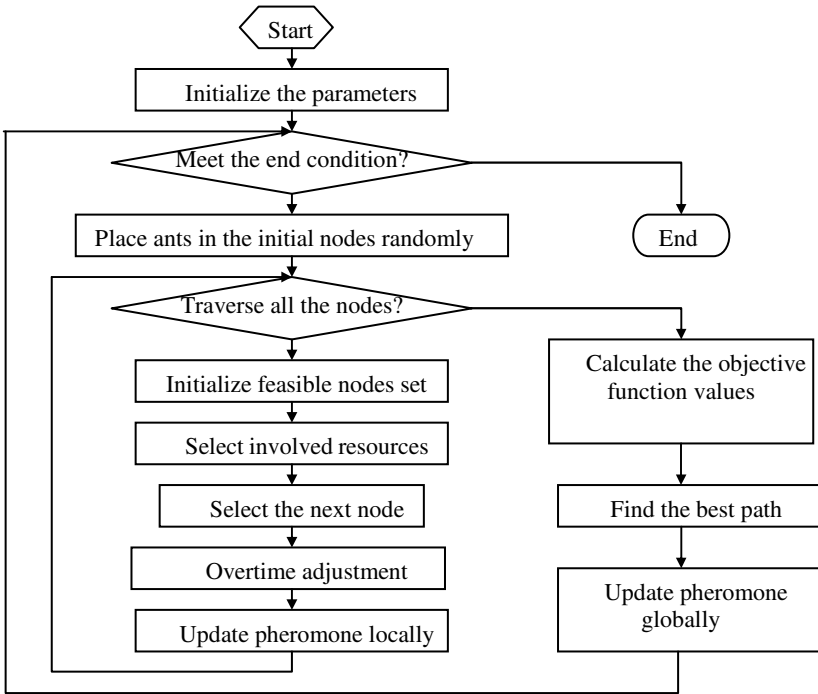 Start
Initialize the parameters
Meet the end condition?
Place ants in the initial nodes randomly
End
Traverse all the nodes?
Initialize feasible nodes set
Select involved resources
Select the next node
Overtime adjustment
Update pheromone locally
Calculate the objective
function values
Find the best path
Update pheromone
globally